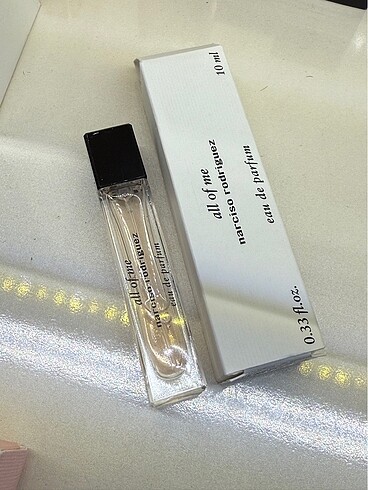 all of me
narciso rodriguez
eau de parfum
10 ml
0.33 fl.oz.
all of me
narciso rodriguez
eau de parfum